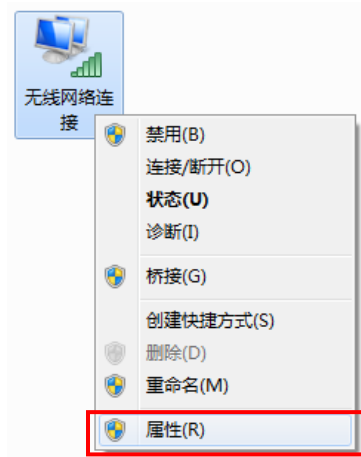 无线网络连
接
禁用(B)
连接/断开(O)
状态(U)
诊断(I)
桥接(G)
创建快捷方式(S)
删除(D)
重命名(M)
属性(R)